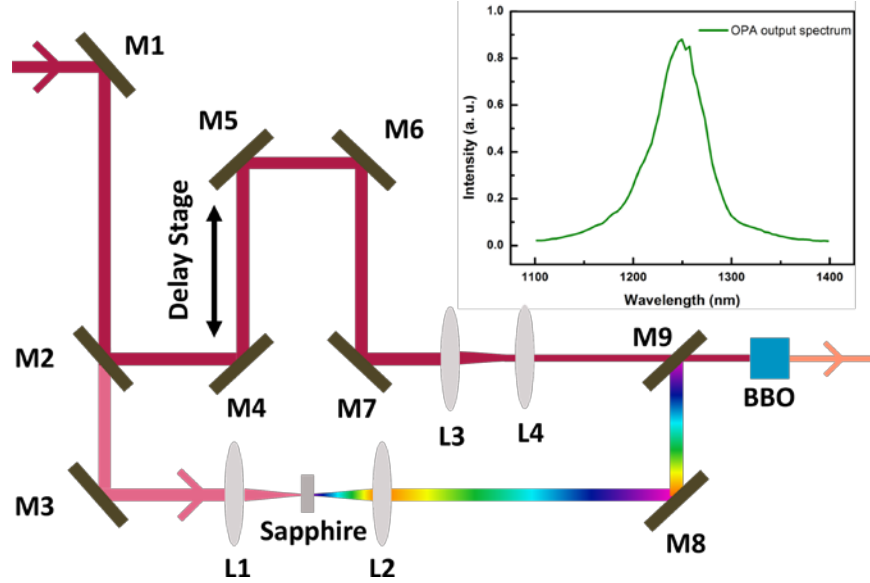 M1
OPA output spectrum
1.0
0.8
0.6
0.4
0.2
0.0
Intensity (a. u.)
1100
1200
1300
1400
Wavelength (nm)
M5
M6
Delay Stage
M2
M4
M7
L3
L4
M9
BBO
M3
Sapphire
L1
L2
M8